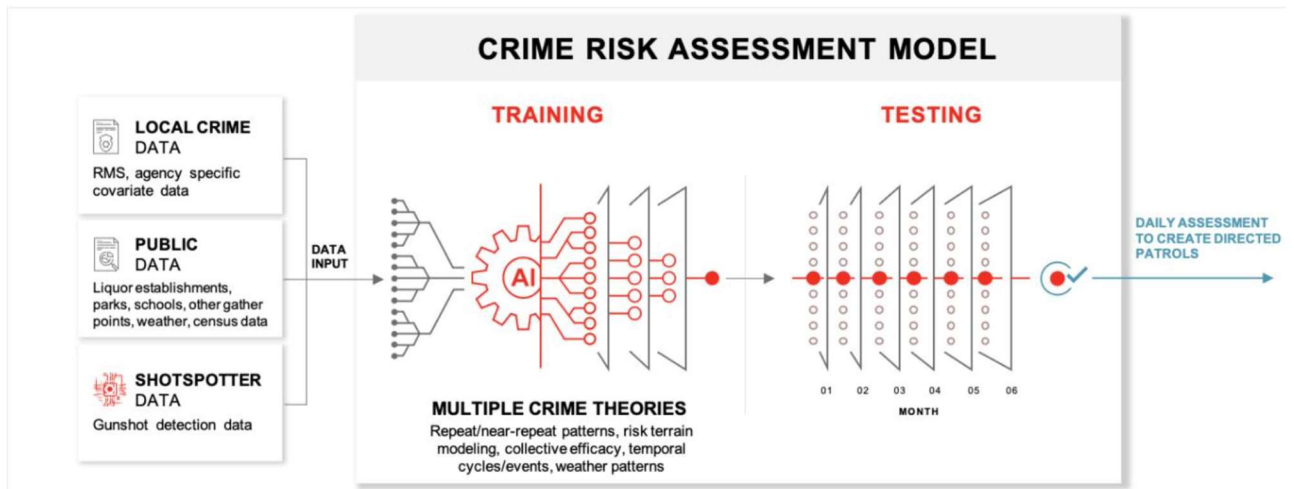 CRIME RISK ASSESSMENT MODEL
LOCAL CRIME
DATA
RMS, agency specific
covariate data
PUBLIC
DATA
Liquor establishments,
parks, schools, other gather
points, weather, census data
SHOTSPOTTER
DATA
Gunshot detection data
DATA
INPUT
TRAINING
AI
MULTIPLE CRIME THEORIES
Repeat/near-repeat patterns, risk terrain
modeling, collective efficacy, temporal
cycles/events, weather patterns
TESTING
01 02 03 04 05 06
MONTH
DAILY ASSESSMENT
TO CREATE DIRECTED
PATROLS